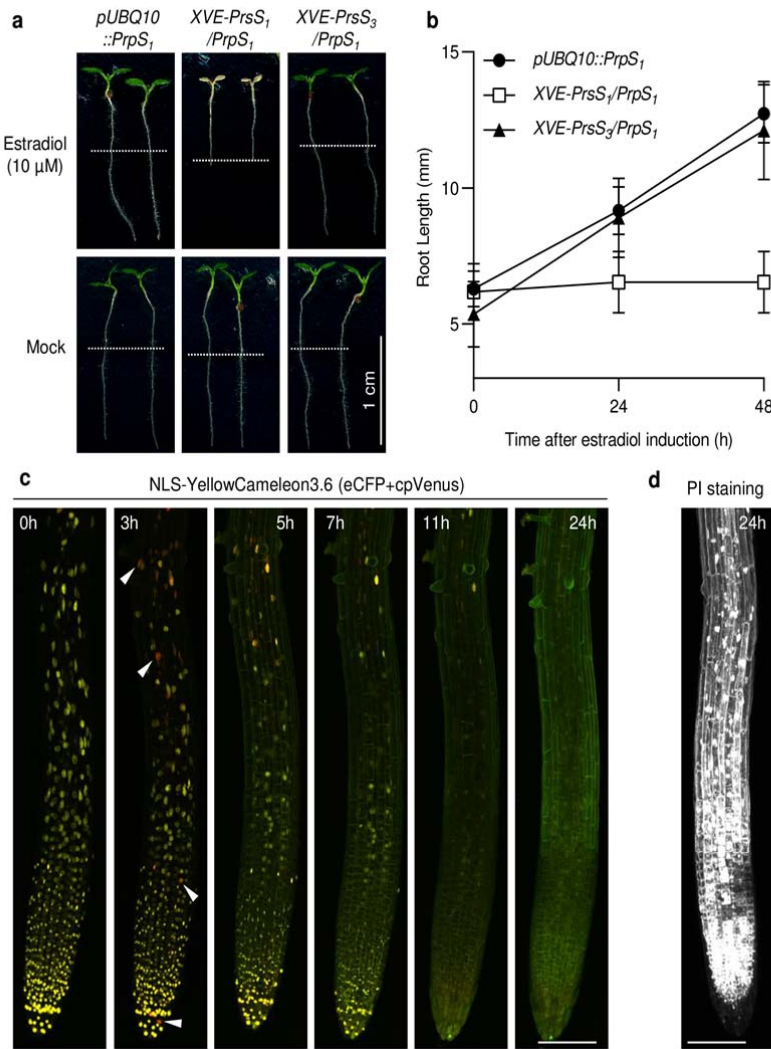 a
pUBQ10 ::PrpS₁
XVE-PrsS₁ /PrpS₁
XVE-PrsS₃ /PrpS₁
Estradiol
(10 µM)
Mock
1 cm
b
15
10
5
Root Length (mm)
pUBQ10::PrpS₁
XVE-PrsS₁/PrpS₁
XVE-PrsS₃/PrpS₁
0 24 48
Time after estradiol induction (h)
c
NLS-YellowCameleon3.6 (eCFP+cpVenus)
0h 3h 5h 7h 11h 24h
d
PI staining
24h